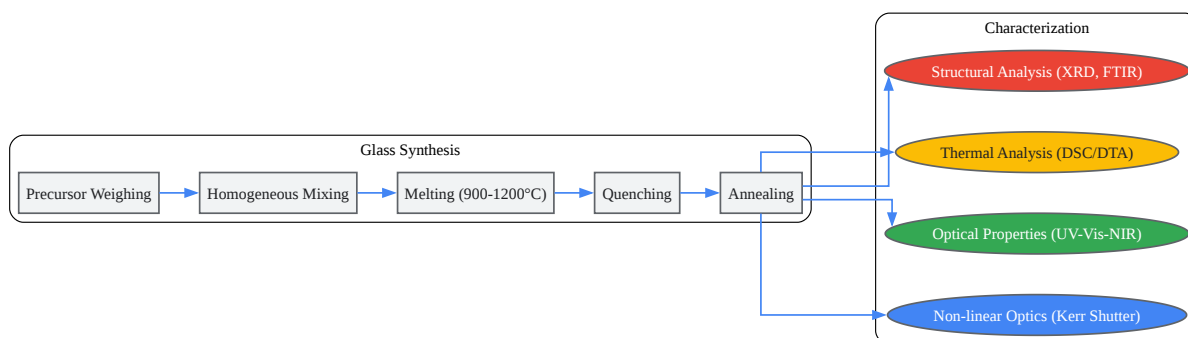 Glass Synthesis
Precursor Weighing
Homogeneous Mixing
Melting (900-1200°C)
Quenching
Annealing
Characterization
Structural Analysis (XRD, FTIR)
Thermal Analysis (DSC/DTA)
Optical Properties (UV-Vis-NIR)
Non-linear Optics (Kerr Shutter)